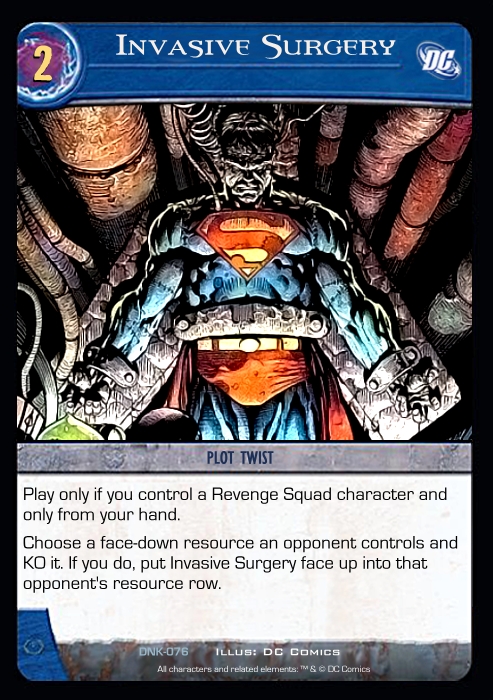 2
Invasive Surgery
DC
PLOT TWIST
Play only if you control a Revenge Squad character and
only from your hand.
Choose a face-down resource an opponent controls and
KO it. If you do, put Invasive Surgery face up into that
opponent's resource row.
DNK-076 Illus: DC Comics
All characters and related elements: ™ & © DC Comics